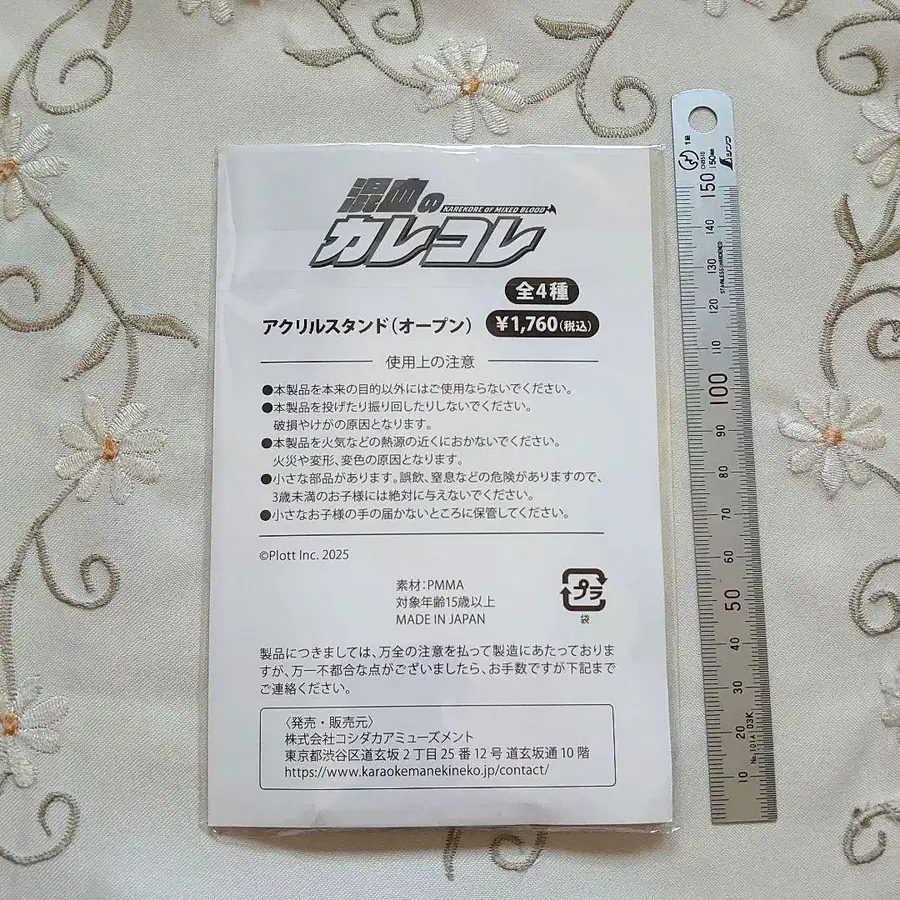 混血の
KAREKORE OF MIXED BLOOD
カレコレ
全4種
アクリルスタンド(オープン) ¥1,760(税込)
使用上の注意
●本製品を本来の目的以外にはご使用ならないでください。
●本製品を投げたり振り回したりしないでください。
破損やけがの原因となります。
●本製品を火気などの熱源の近くにおかないでください。
火災や変形、変色の原因となります。
●小さな部品があります。誤飲、窒息などの危険がありますので、
3歳未満のお子様には絶対に与えないでください。
●小さなお子様の手の届かないところに保管してください。
©Plott Inc. 2025
素材:PMMA
対象年齢15歳以上
MADE IN JAPAN
プラ
袋
製品につきましては、万全の注意を払って製造にあたっておりま
すが、万一不都合な点がございましたら、お手数ですが下記まで
ご連絡ください。
〈発売・販売元〉
株式会社コシダカアミューズメント
東京都渋谷区道玄坂2丁目25番12号 道玄坂通10階
https://www.karaokemanekineko.jp/contact/
1級
150㎜
シンワ
150
140
130
STAINLESS HARDENED
120
110
100
90
80
70
60
50
40
30
20
10
No.101A D3K